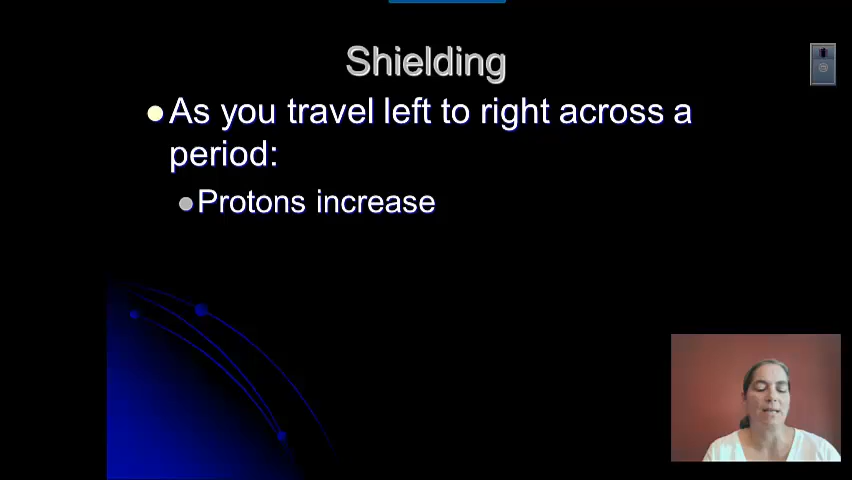 Shielding
As you travel left to right across a
period:
Protons increase